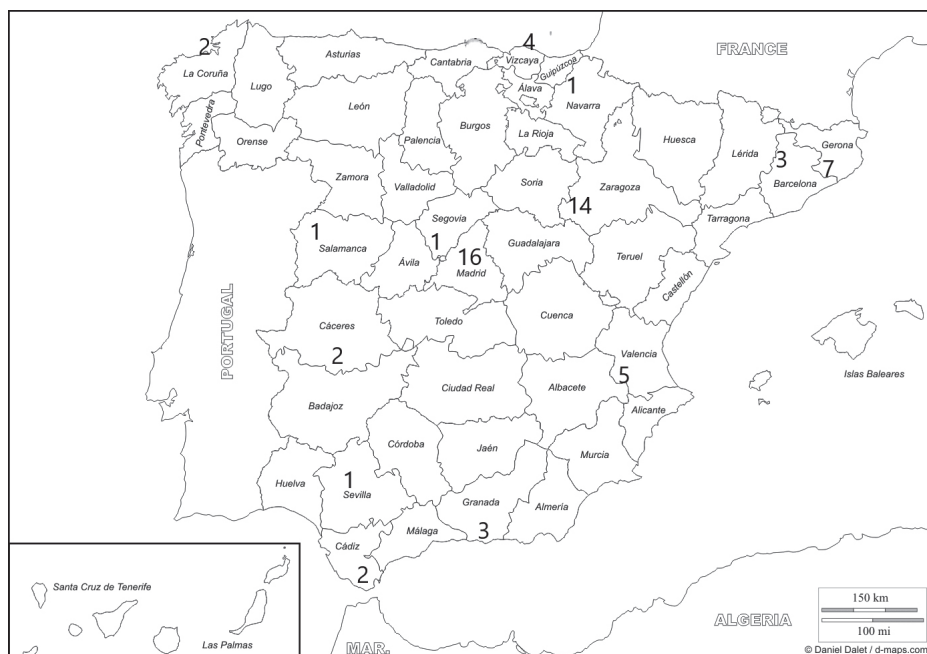 4
FRANCE
2
Asturias
Cantabria
Vizcaya
Guipúzcoa
La Coruña
Lugo
Álava
1
Navarra
León
Burgos
La Rioja
Huesca
Lérida
Gerona
Pontevedra
Orense
Palencia
3
7
Barcelona
Zamora
Valladolid
Soria
Zaragoza
14
Tarragona
1
Salamanca
Segovia
1
16
Madrid
Guadalajara
Ávila
Teruel
Castellón
PORTUGAL
Cáceres
Toledo
Cuenca
Valencia
2
5
Islas Baleares
Badajoz
Ciudad Real
Albacete
Alicante
Córdoba
Jaén
Murcia
Huelva
1
Sevilla
Granada
Almería
3
Málaga
Cádiz
2
Santa Cruz de Tenerife
Las Palmas
MAR.
ALGERIA
150 km
100 mi
© Daniel Dalet / d-maps.com